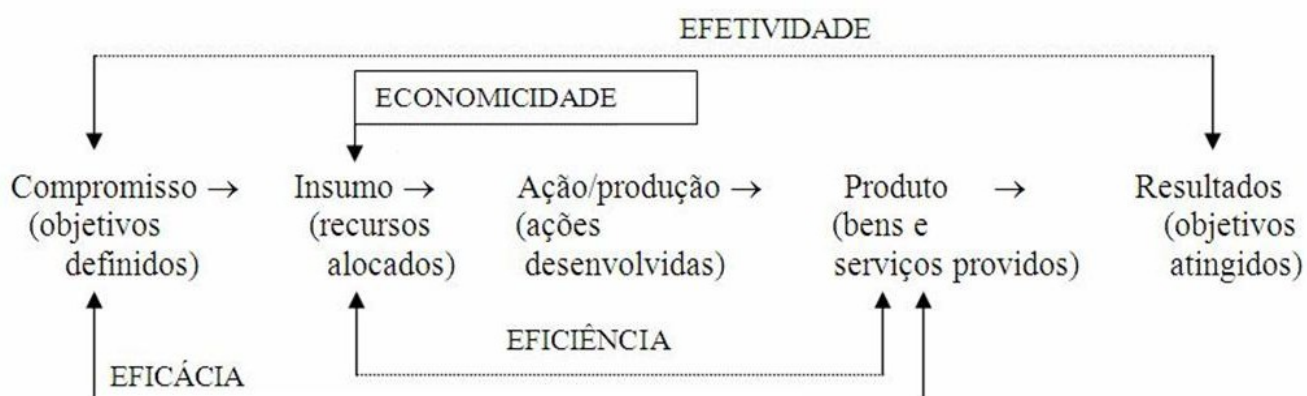 EFETIVIDADE
ECONOMICIDADE
Compromisso → Insumo → Ação/produção → Produto → Resultados
(objetivos (recursos (ações (bens e (objetivos
definidos) alocados) desenvolvidas) serviços providos) atingidos)
EFICIÊNCIA
EFICÁCIA